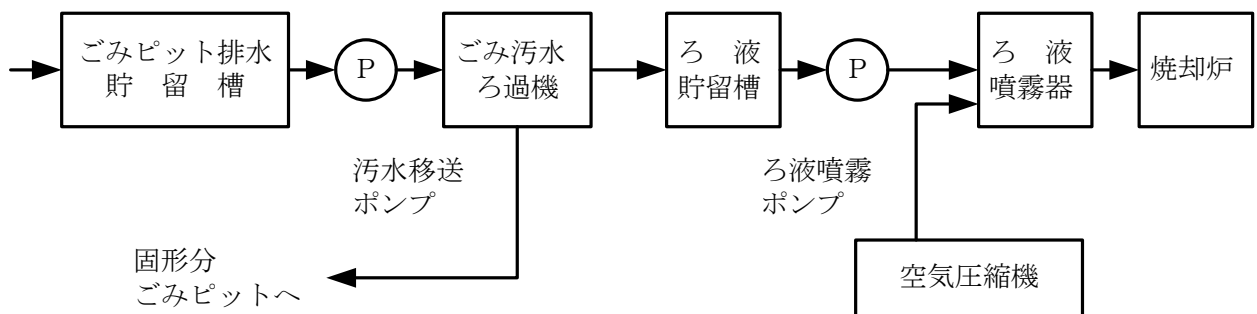 ごみピット排水
貯　留　槽
P
ごみ汚水
ろ過機
ろ　液
貯留槽
P
ろ　液
噴霧器
焼却炉
汚水移送
ポンプ
ろ液噴霧
ポンプ
固形分
ごみピットへ
空気圧縮機